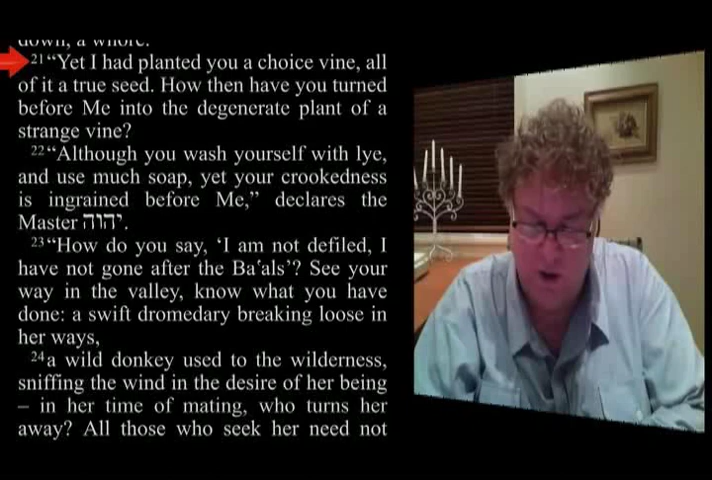 down, a whore.
21 “Yet I had planted you a choice vine, all
of it a true seed. How then have you turned
before Me into the degenerate plant of a
strange vine?
22 “Although you wash yourself with lye,
and use much soap, yet your crookedness
is ingrained before Me,” declares the
Master יהוה.
23 “How do you say, ‘I am not defiled, I
have not gone after the Baʽals’? See your
way in the valley, know what you have
done: a swift dromedary breaking loose in
her ways,
24 a wild donkey used to the wilderness,
sniffing the wind in the desire of her being
– in her time of mating, who turns her
away? All those who seek her need not